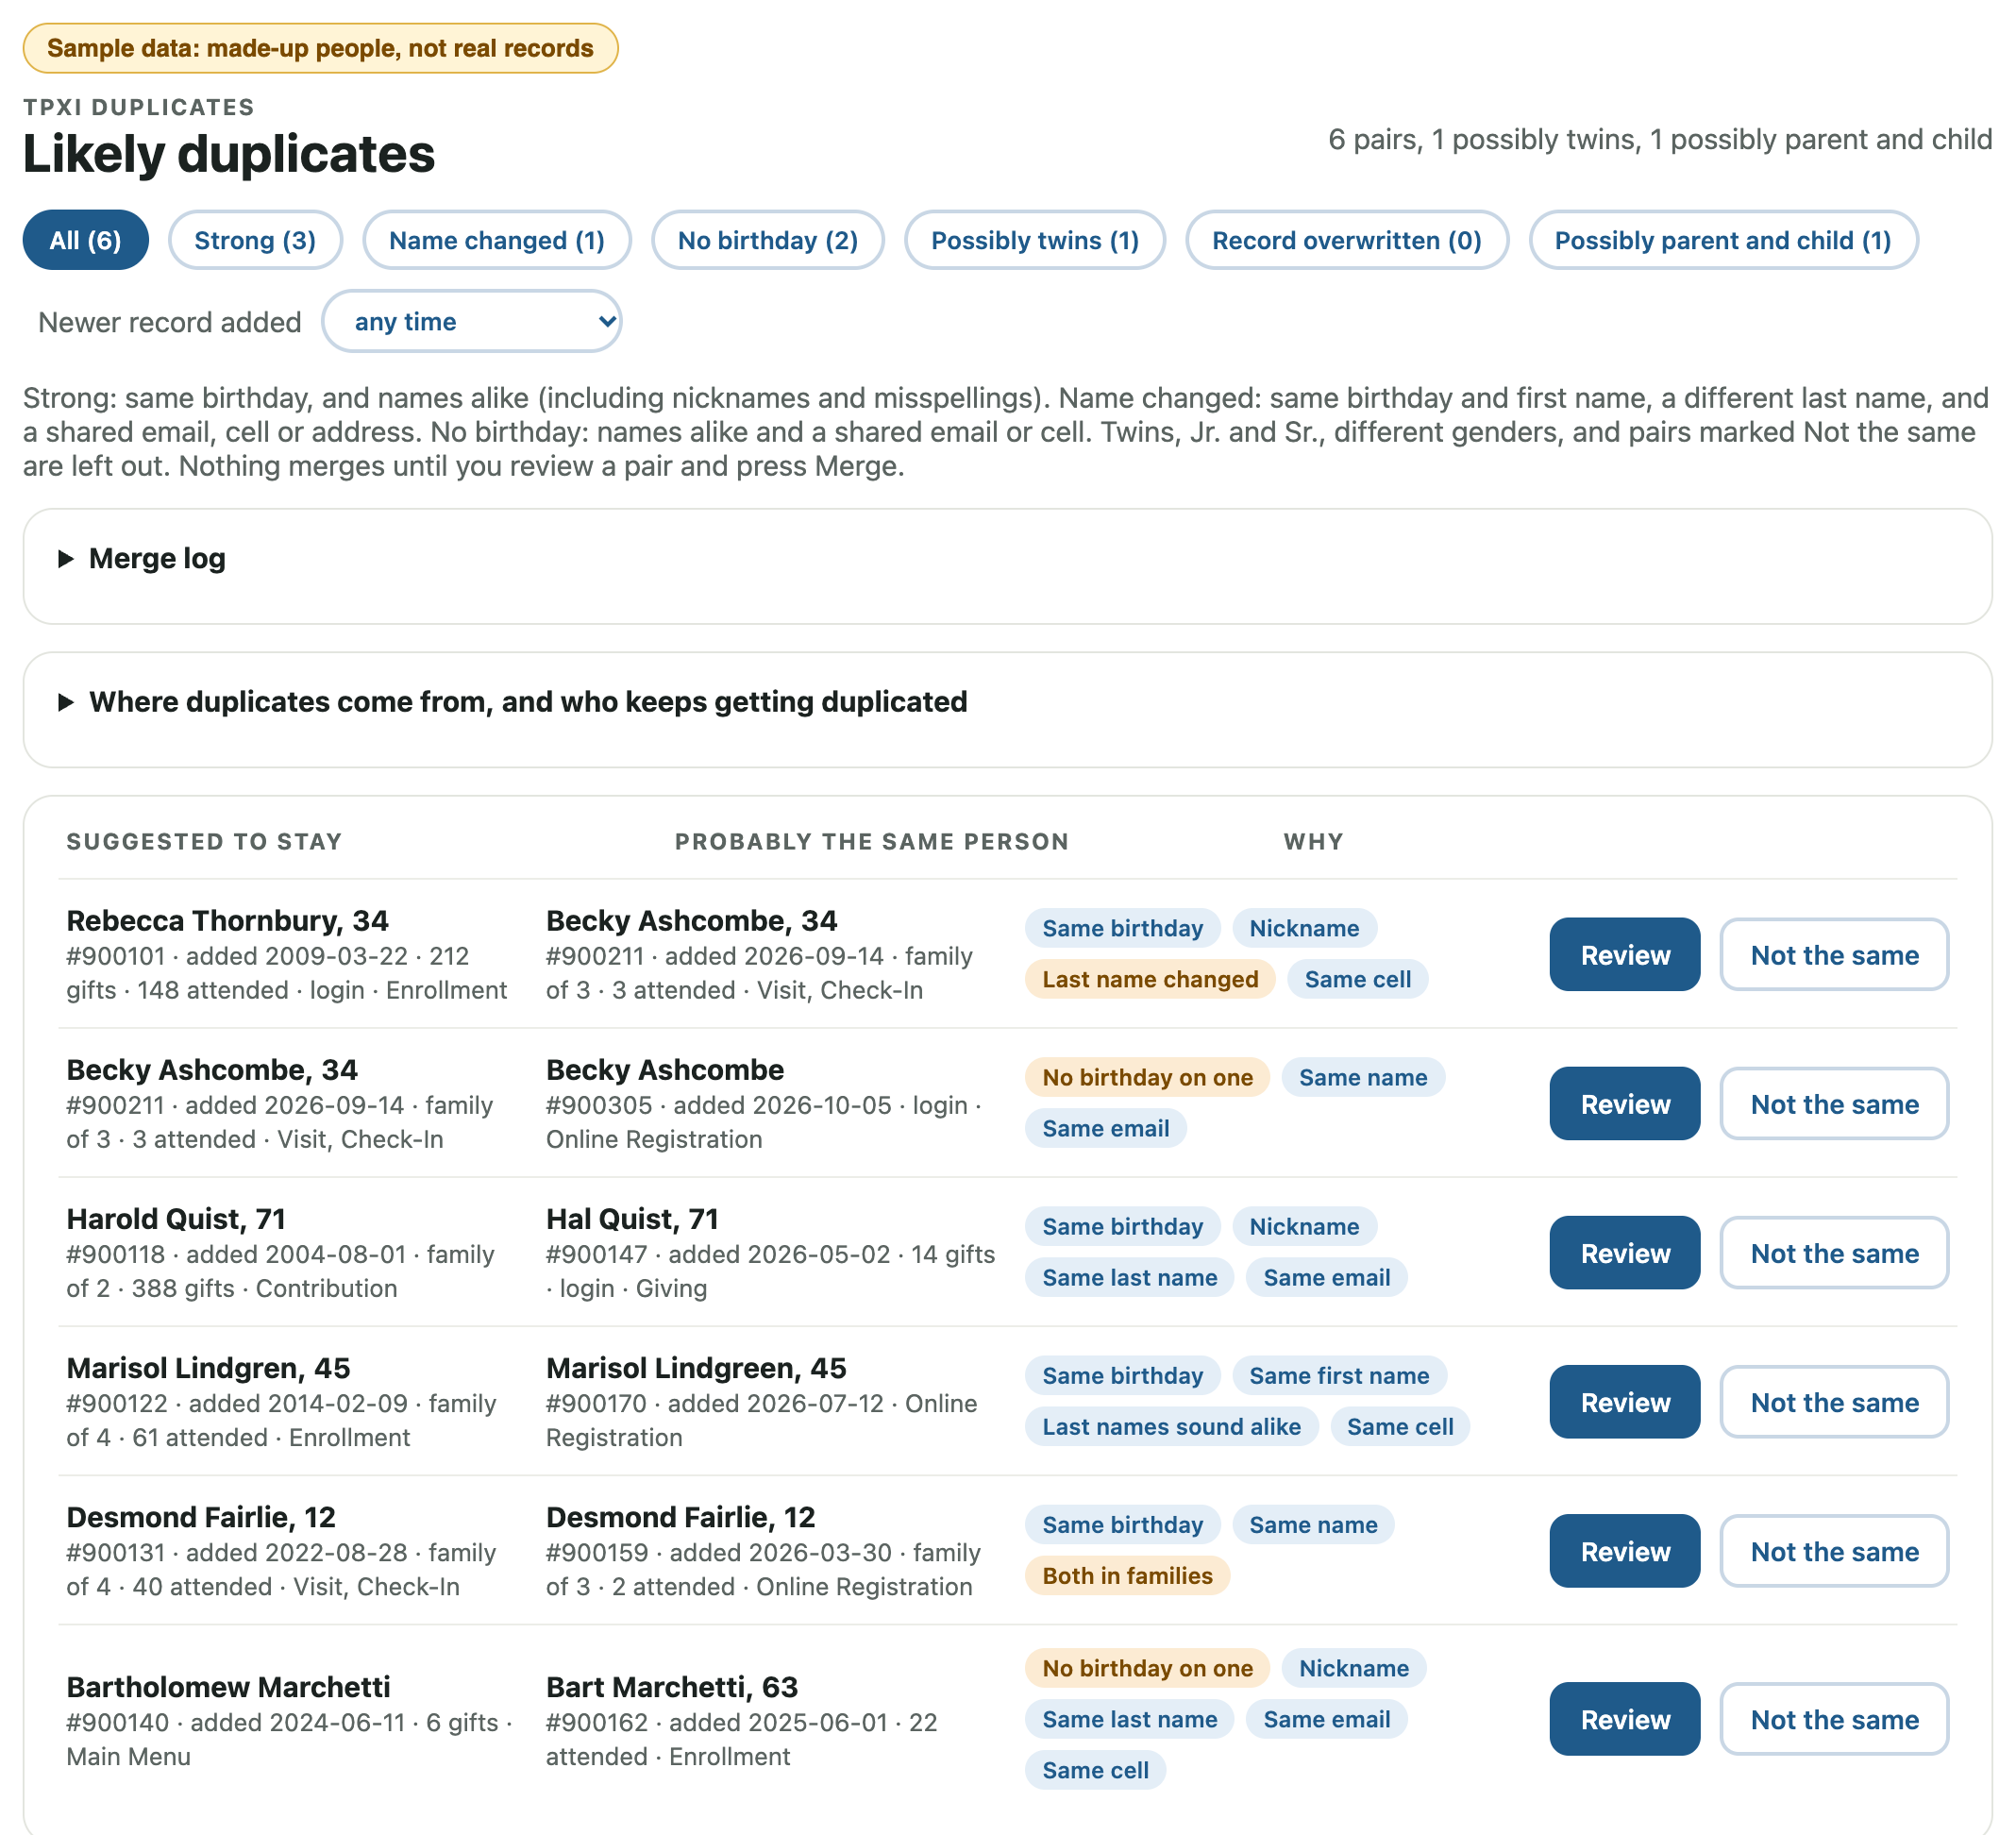 Sample data: made-up people, not real records
TPXI DUPLICATES
Likely duplicates
6 pairs, 1 possibly twins, 1 possibly parent and child
All (6)
Strong (3)
Name changed (1)
No birthday (2)
Possibly twins (1)
Record overwritten (0)
Possibly parent and child (1)
Newer record added
any time
Strong: same birthday, and names alike (including nicknames and misspellings). Name changed: same birthday and first name, a different last name, and
a shared email, cell or address. No birthday: names alike and a shared email or cell. Twins, Jr. and Sr., different genders, and pairs marked Not the same
are left out. Nothing merges until you review a pair and press Merge.
Merge log
Where duplicates come from, and who keeps getting duplicated
SUGGESTED TO STAY
PROBABLY THE SAME PERSON
WHY
Rebecca Thornbury, 34
#900101 · added 2009-03-22 · 212
gifts · 148 attended · login · Enrollment
Becky Ashcombe, 34
#900211 · added 2026-09-14 · family
of 3 · 3 attended · Visit, Check-In
Same birthday
Nickname
Last name changed
Same cell
Review
Not the same
Becky Ashcombe, 34
#900211 · added 2026-09-14 · family
of 3 · 3 attended · Visit, Check-In
Becky Ashcombe
#900305 · added 2026-10-05 · login ·
Online Registration
No birthday on one
Same name
Same email
Review
Not the same
Harold Quist, 71
#900118 · added 2004-08-01 · family
of 2 · 388 gifts · Contribution
Hal Quist, 71
#900147 · added 2026-05-02 · 14 gifts
· login · Giving
Same birthday
Nickname
Same last name
Same email
Review
Not the same
Marisol Lindgren, 45
#900122 · added 2014-02-09 · family
of 4 · 61 attended · Enrollment
Marisol Lindgreen, 45
#900170 · added 2026-07-12 · Online
Registration
Same birthday
Same first name
Last names sound alike
Same cell
Review
Not the same
Desmond Fairlie, 12
#900131 · added 2022-08-28 · family
of 4 · 40 attended · Visit, Check-In
Desmond Fairlie, 12
#900159 · added 2026-03-30 · family
of 3 · 2 attended · Online Registration
Same birthday
Same name
Both in families
Review
Not the same
Bartholomew Marchetti
#900140 · added 2024-06-11 · 6 gifts ·
Main Menu
Bart Marchetti, 63
#900162 · added 2025-06-01 · 22
attended · Enrollment
No birthday on one
Nickname
Same last name
Same email
Same cell
Review
Not the same